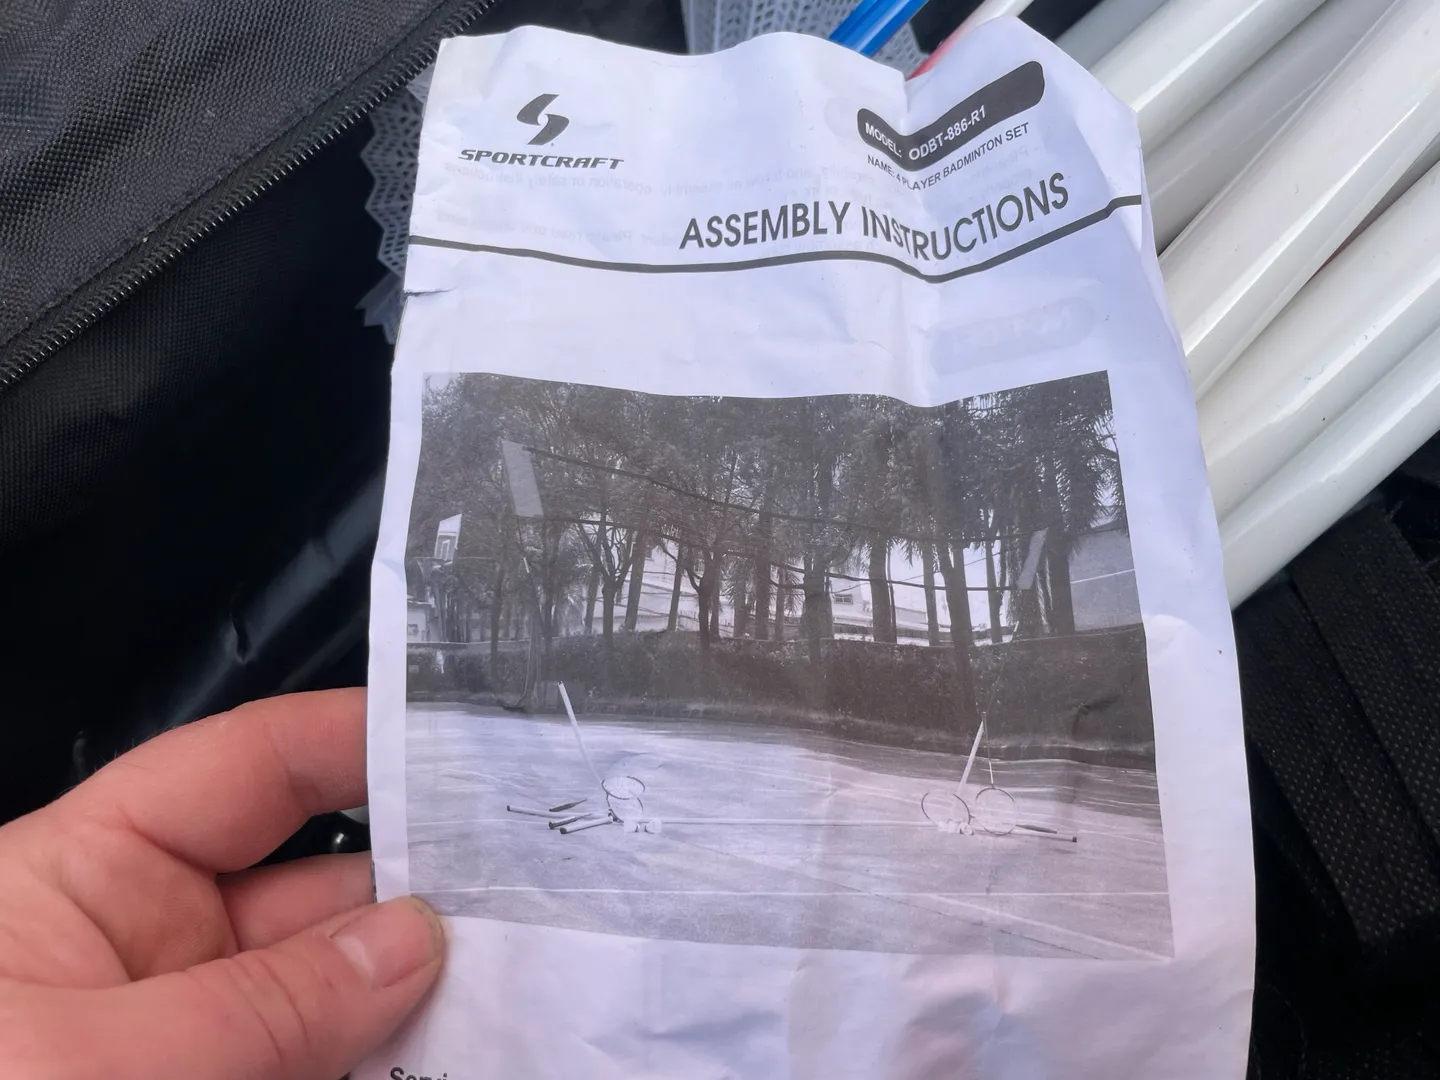 SPORTCRAFT
MODEL: ODBT-886-R1
NAME: 4 PLAYER BADMINTON SET
ASSEMBLY INSTRUCTIONS